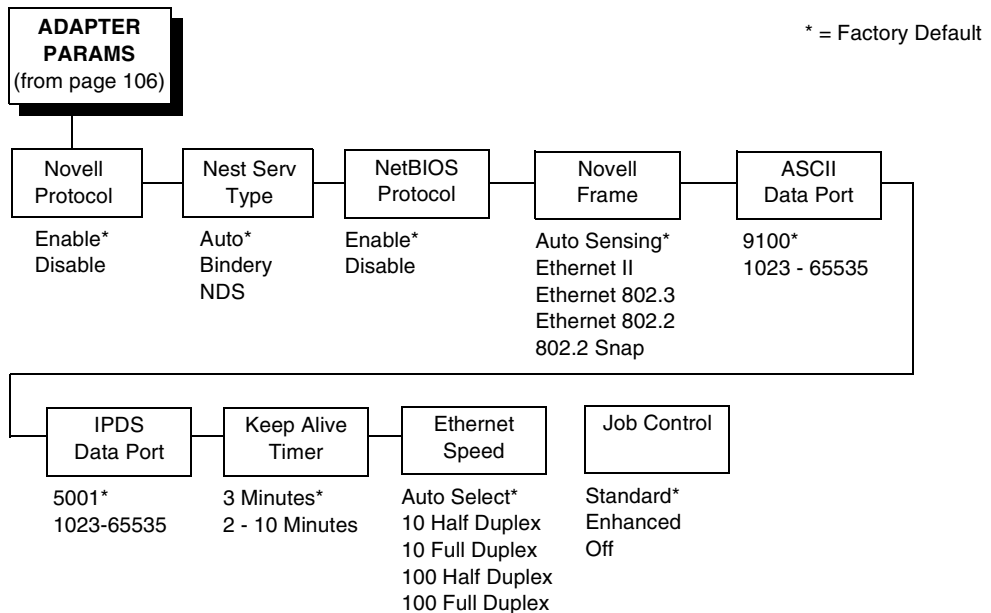 ADAPTER
PARAMS
(from page 106)
* = Factory Default
Novell
Protocol
Enable*
Disable
Nest Serv
Type
Auto*
Bindery
NDS
NetBIOS
Protocol
Enable*
Disable
Novell
Frame
Auto Sensing*
Ethernet II
Ethernet 802.3
Ethernet 802.2
802.2 Snap
ASCII
Data Port
9100*
1023 - 65535
IPDS
Data Port
5001*
1023-65535
Keep Alive
Timer
3 Minutes*
2 - 10 Minutes
Ethernet
Speed
Auto Select*
10 Half Duplex
10 Full Duplex
100 Half Duplex
100 Full Duplex
Job Control
Standard*
Enhanced
Off